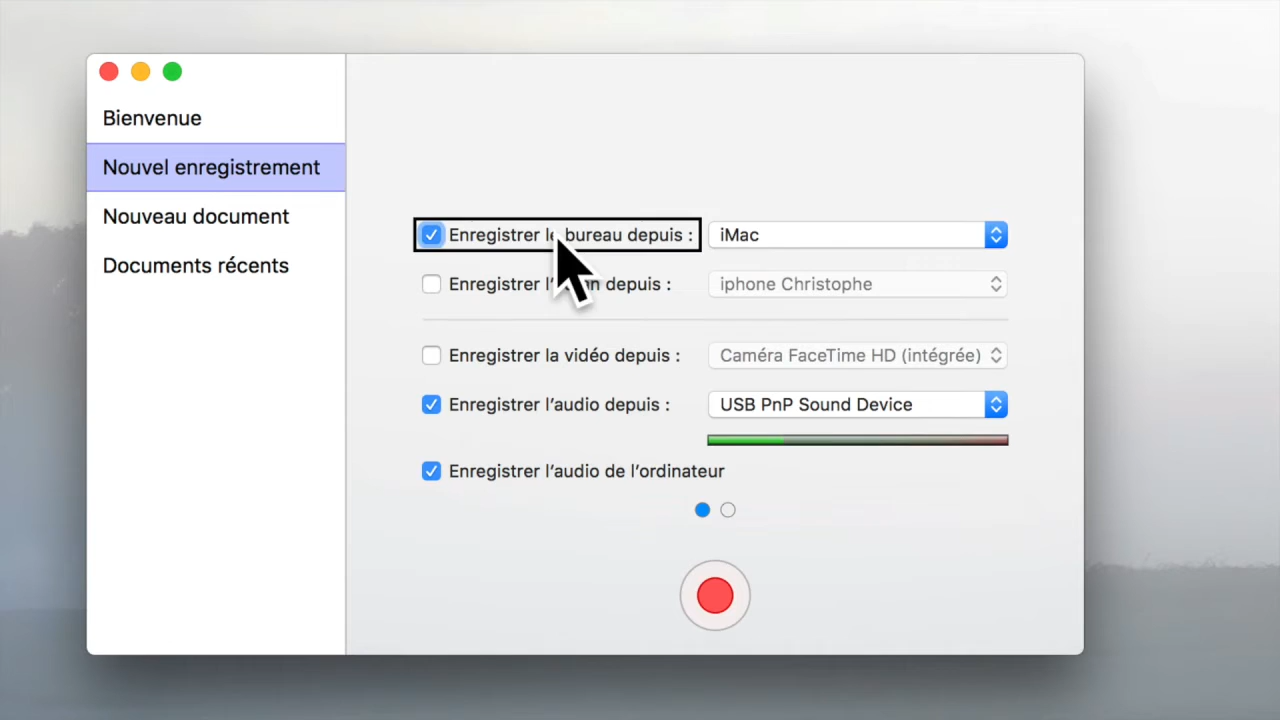 Bienvenue
Nouvel enregistrement
Nouveau document
Documents récents
Enregistrer le bureau depuis : iMac
Enregistrer depuis : iphone Christophe
Enregistrer la vidéo depuis : Caméra FaceTime HD (intégrée)
Enregistrer l'audio depuis : USB PnP Sound Device
Enregistrer l'audio de l'ordinateur